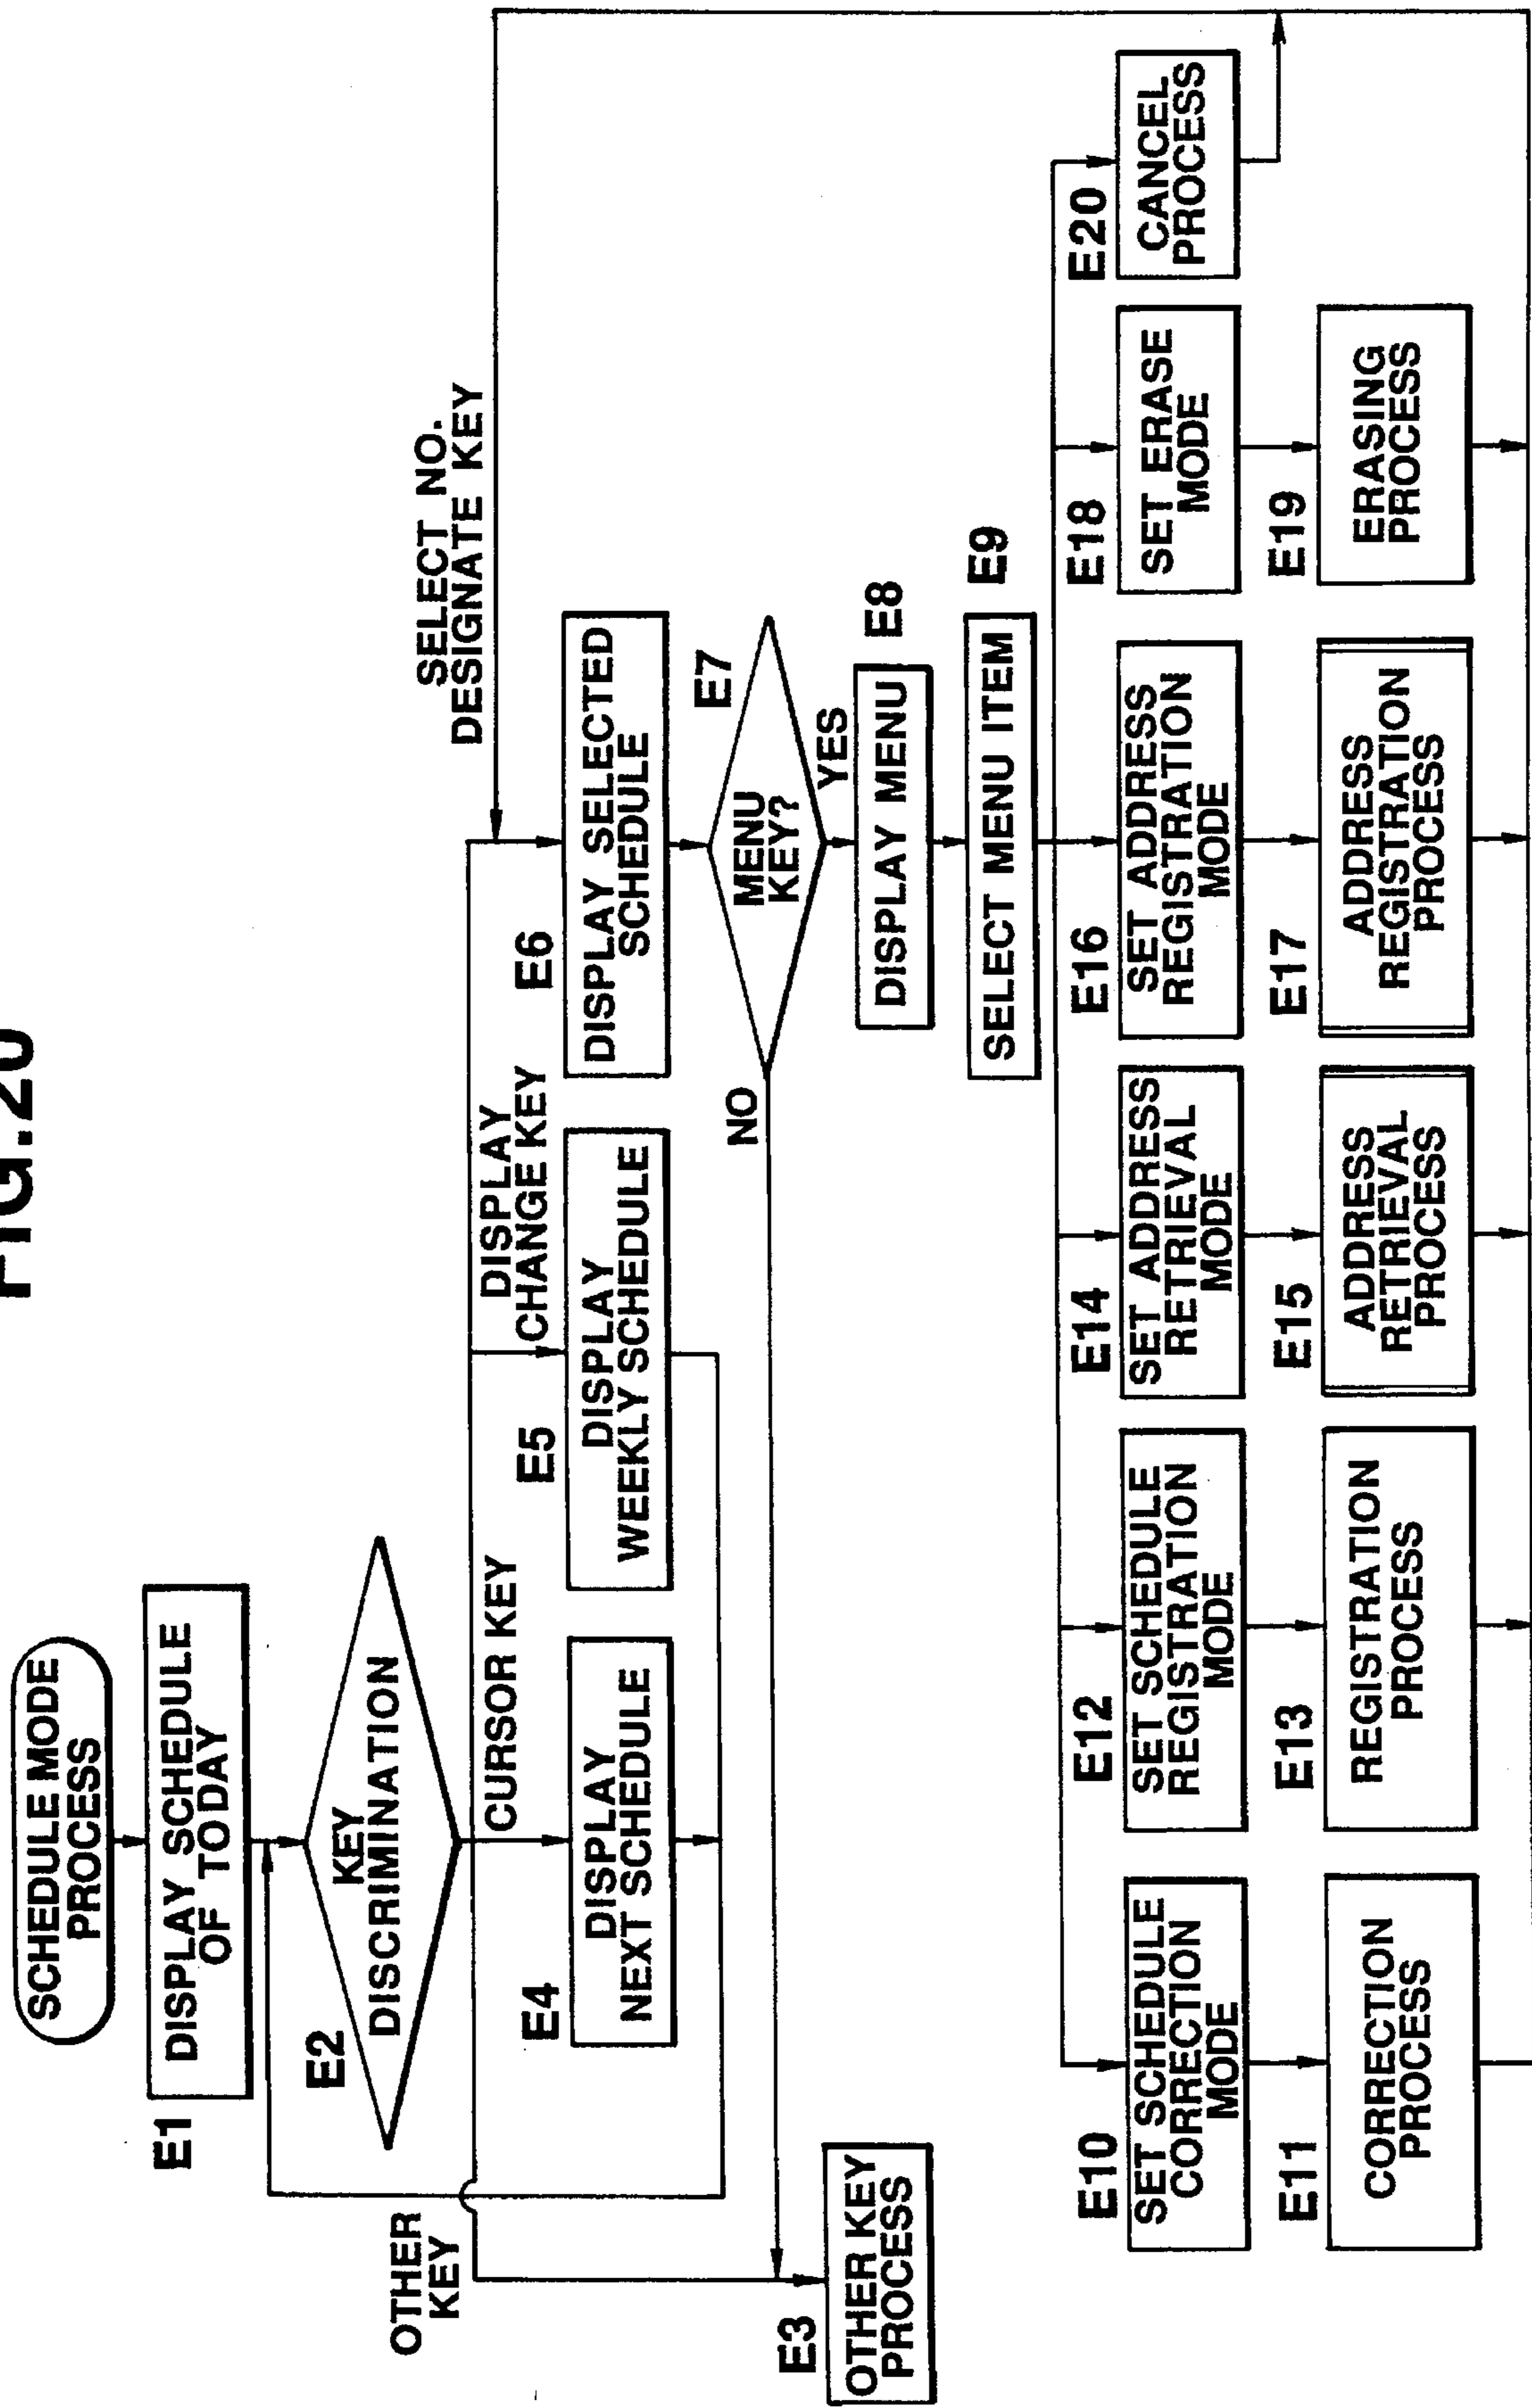 FIG.20
SCHEDULE MODE
PROCESS
E1
DISPLAY SCHEDULE
OF TODAY
E2
KEY
DISCRIMINATION
OTHER
KEY
CURSOR KEY
DISPLAY
CHANGE KEY
SELECT NO.
DESIGNATE KEY
E4
DISPLAY
NEXT SCHEDULE
E5
DISPLAY
WEEKLY SCHEDULE
E6
DISPLAY SELECTED
SCHEDULE
E7
MENU
KEY?
NO
YES
E3
OTHER KEY
PROCESS
DISPLAY MENU
E8
SELECT MENU ITEM
E9
E10
SET SCHEDULE
CORRECTION
MODE
E12
SET SCHEDULE
REGISTRATION
MODE
E14
SET ADDRESS
RETRIEVAL
MODE
E16
SET ADDRESS
REGISTRATION
MODE
E18
SET ERASE
MODE
E20
CANCEL
PROCESS
E11
CORRECTION
PROCESS
E13
REGISTRATION
PROCESS
E15
ADDRESS
RETRIEVAL
PROCESS
E17
ADDRESS
REGISTRATION
PROCESS
E19
ERASING
PROCESS